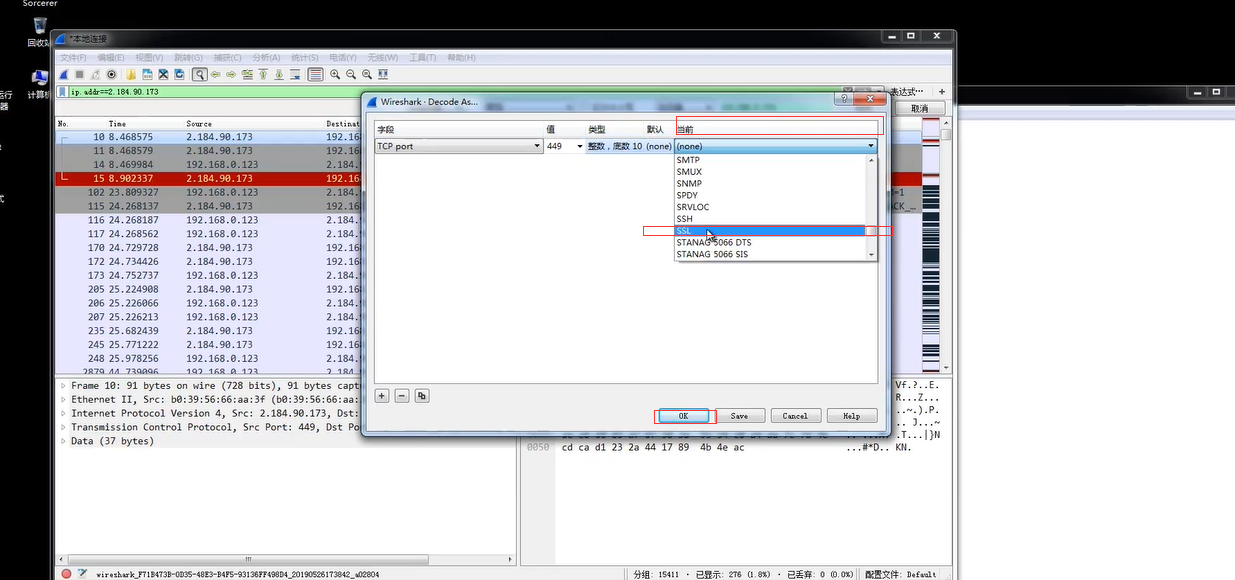 Sorcerer
回收站
*本地连接
文件(F) 编辑(E) 视图(V) 跳转(G) 捕获(C) 分析(A) 统计(S) 电话(Y) 无线(W) 工具(T) 帮助(H)
运行
器
计算机
ip.addr==2.184.90.173
表达式…
+
取消
Wireshark · Decode As...
No. Time Source Destinat
字段 值 类型 默认 当前
TCP port 449 整数，底数 10 (none) (none)
SMTP
SMUX
SNMP
SPDY
SRVLOC
SSH
SSL
STANAG 5066 DTS
STANAG 5066 SIS
10 8.468575 2.184.90.173 192.16
11 8.468579 2.184.90.173 192.16
14 8.469984 2.184.90.173 192.16
15 8.902337 2.184.90.173 192.16
102 23.809327 192.168.0.123 2.184.
=1
115 24.268137 2.184.90.173 192.16
ACK_…
116 24.268187 192.168.0.123 2.184.
117 24.268562 192.168.0.123 2.184.
170 24.729728 2.184.90.173 192.16
172 24.734426 2.184.90.173 192.16
173 24.752737 192.168.0.123 2.184.
205 25.224908 2.184.90.173 192.16
206 25.226066 192.168.0.123 2.184.
207 25.226213 192.168.0.123 2.184.
235 25.682439 2.184.90.173 192.16
245 25.771222 2.184.90.173 192.16
248 25.978256 192.168.0.123 2.184.
2879 44.739096 192.168.0.123 2.184.
OK Save Cancel Help
Frame 10: 91 bytes on wire (728 bits), 91 bytes captu
Ethernet II, Src: b0:39:56:66:aa:3f (b0:39:56:66:aa:
Internet Protocol Version 4, Src: 2.184.90.173, Dst:
Transmission Control Protocol, Src Port: 449, Dst Po
Data (37 bytes)
Vf.?..E.
R...Z...
..~.).P.
J...~
.T...|}N
0050 cd ca d1 23 2a 44 17 89 4b 4e ac ...#*D.. KN.
wireshark_F71B473B-0D35-48E3-B4F5-93136FF498D4_20190526173842_a02804
分组: 15411 · 已显示: 276 (1.8%) · 已丢弃: 0 (0.0%)
配置文件: Default